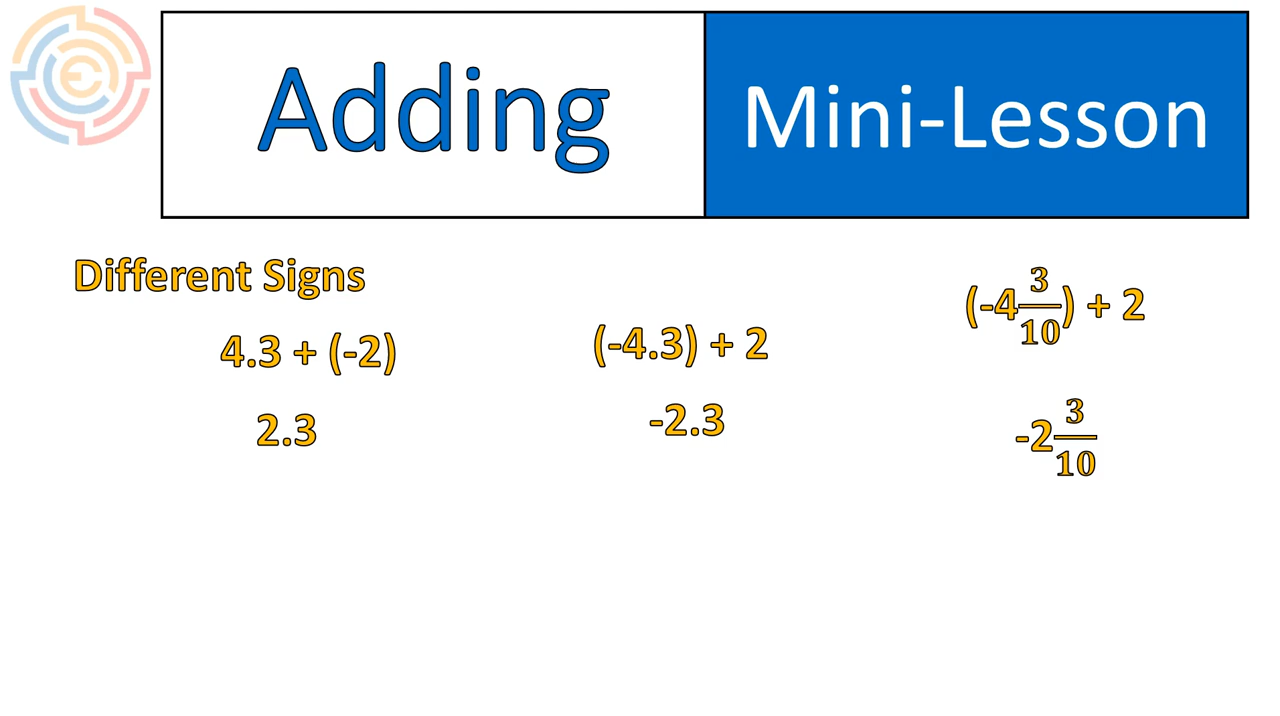 Adding
Mini-Lesson
Different Signs
4.3 + (-2)
2.3
(-4.3) + 2
-2.3
(-4 3/10) + 2
-2 3/10